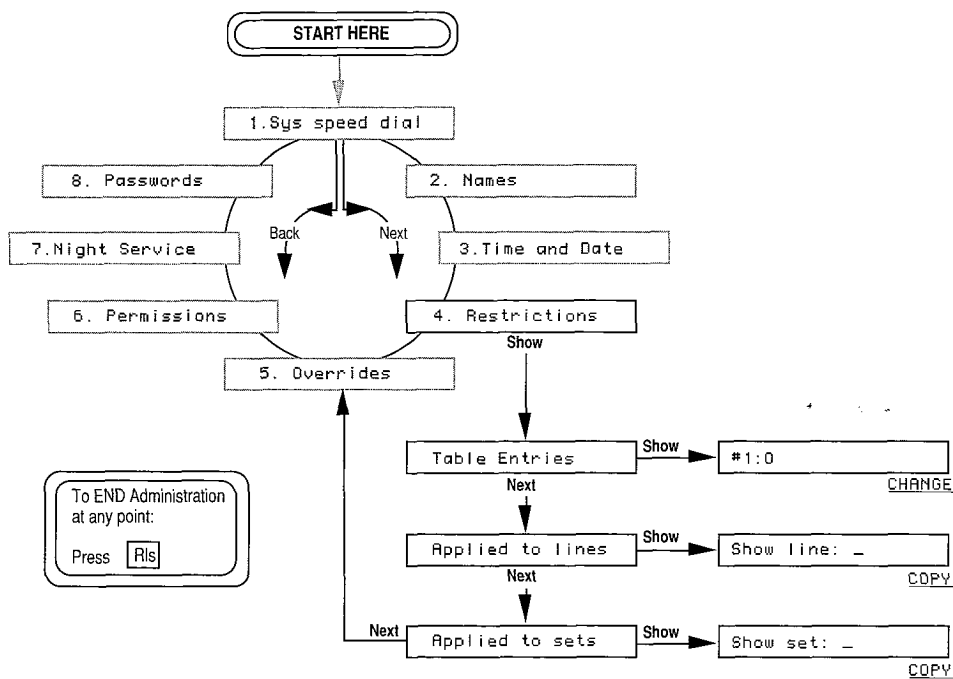 START HERE
1.Sys speed dial
8. Passwords
2. Names
Back
Next
7.Night Service
3.Time and Date
6. Permissions
4. Restrictions
Show
5. Overrides
Table Entries
Show
#1:0
CHANGE
Next
To END Administration
at any point:
Press Rls
Applied to lines
Show
Show line: _
COPY
Next
Next
Applied to sets
Show
Show set: _
COPY